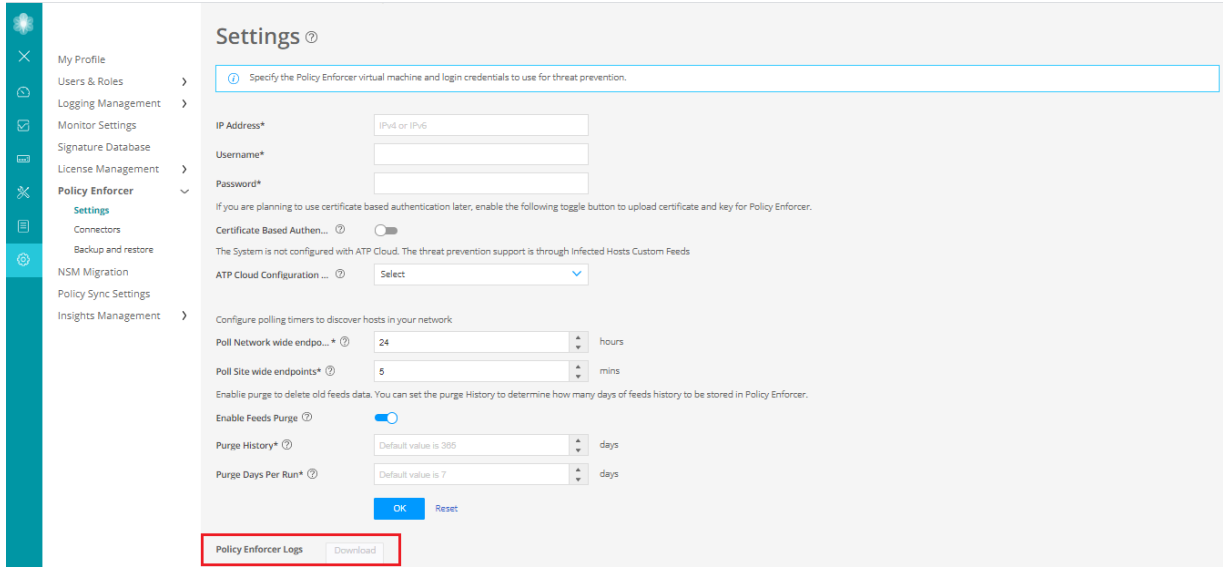 Settings
Specify the Policy Enforcer virtual machine and login credentials to use for threat prevention.
My Profile
Users & Roles
Logging Management
Monitor Settings
Signature Database
License Management
Policy Enforcer
Settings
Connectors
Backup and restore
NSM Migration
Policy Sync Settings
Insights Management
IP Address*
IPv4 or IPv6
Username*
Password*
If you are planning to use certificate based authentication later, enable the following toggle button to upload certificate and key for Policy Enforcer.
Certificate Based Authen...
The System is not configured with ATP Cloud. The threat prevention support is through Infected Hosts Custom Feeds
ATP Cloud Configuration ...
Select
Configure polling timers to discover hosts in your network
Poll Network wide endpo... * 24 hours
Poll Site wide endpoints* 5 mins
Enablie purge to delete old feeds data. You can set the purge History to determine how many days of feeds history to be stored in Policy Enforcer.
Enable Feeds Purge
Purge History* Default value is 365 days
Purge Days Per Run* Default value is 7 days
OK Reset
Policy Enforcer Logs Download